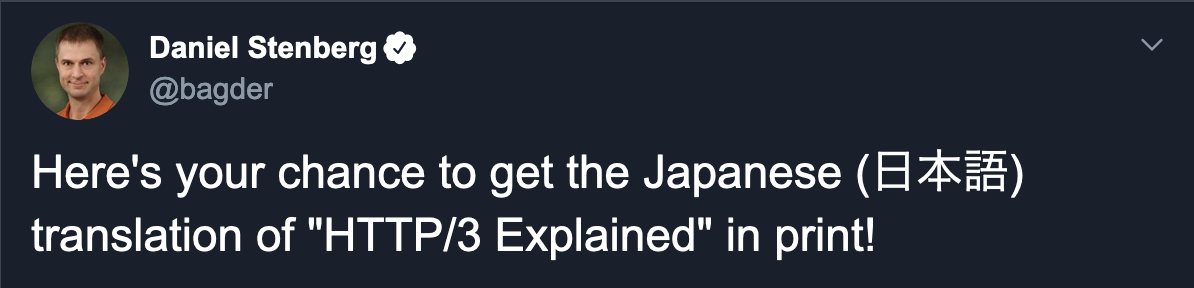 Daniel Stenberg
@bagder
Here's your chance to get the Japanese (日本語)
translation of "HTTP/3 Explained" in print!